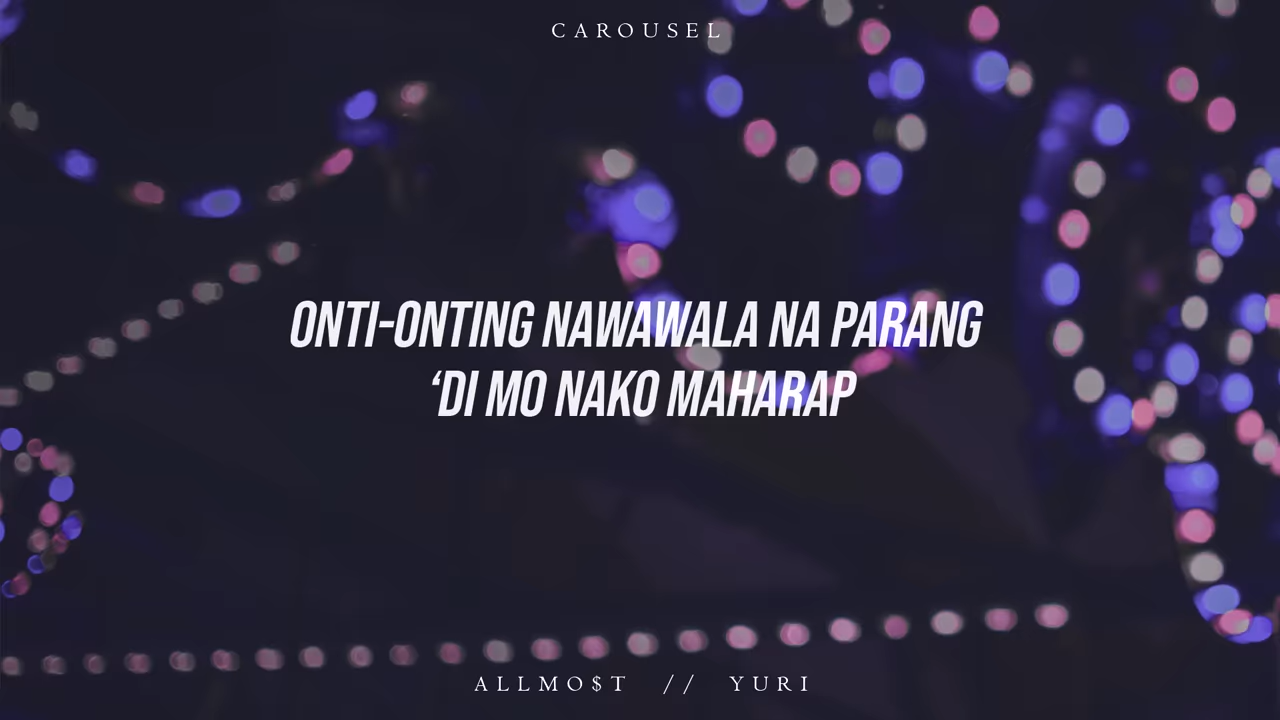 CAROUSEL
ONTI-ONTING NAWAWALA NA PARANG
‘DI MO NAKO MAHARAP
ALLMO$T // YURI